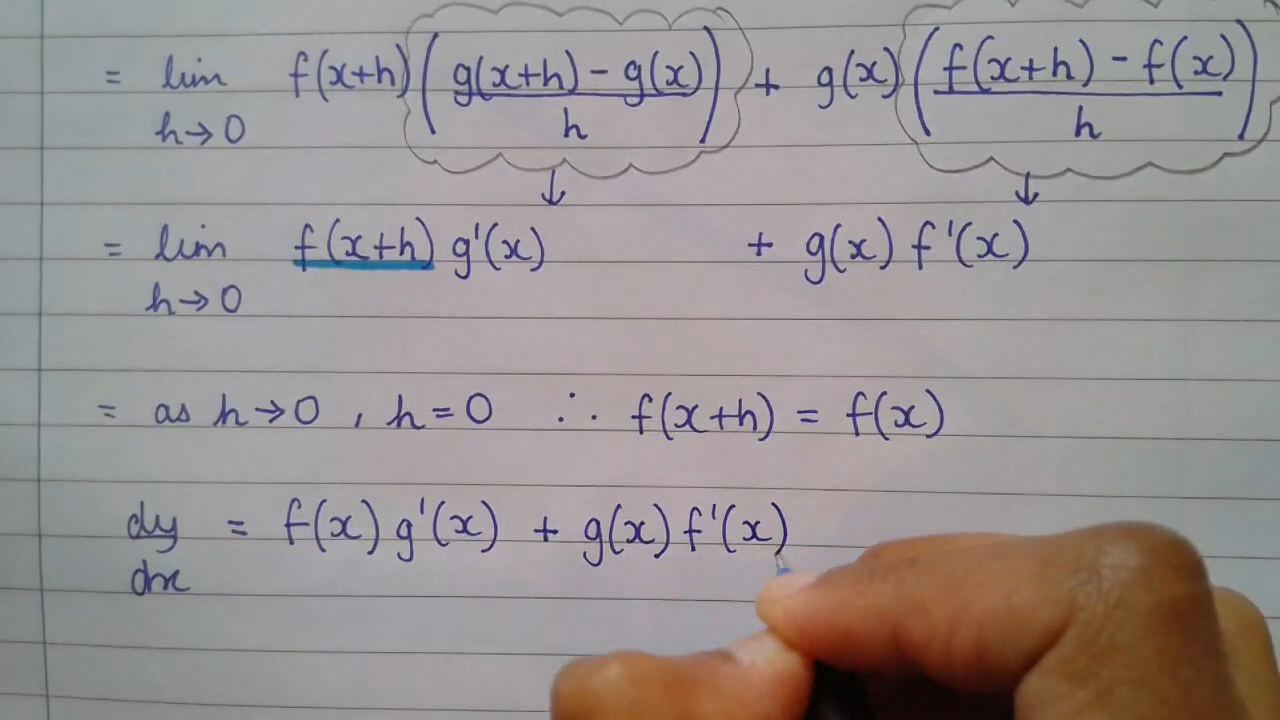 = lim f(x+h) ( g(x+h) - g(x) / h ) + g(x) ( f(x+h) - f(x) / h )
h→0
↓ ↓
= lim f(x+h) g'(x) + g(x) f'(x)
h→0
= as h→0 , h=0 ∴ f(x+h) = f(x)
dy/dx = f(x) g'(x) + g(x) f'(x)